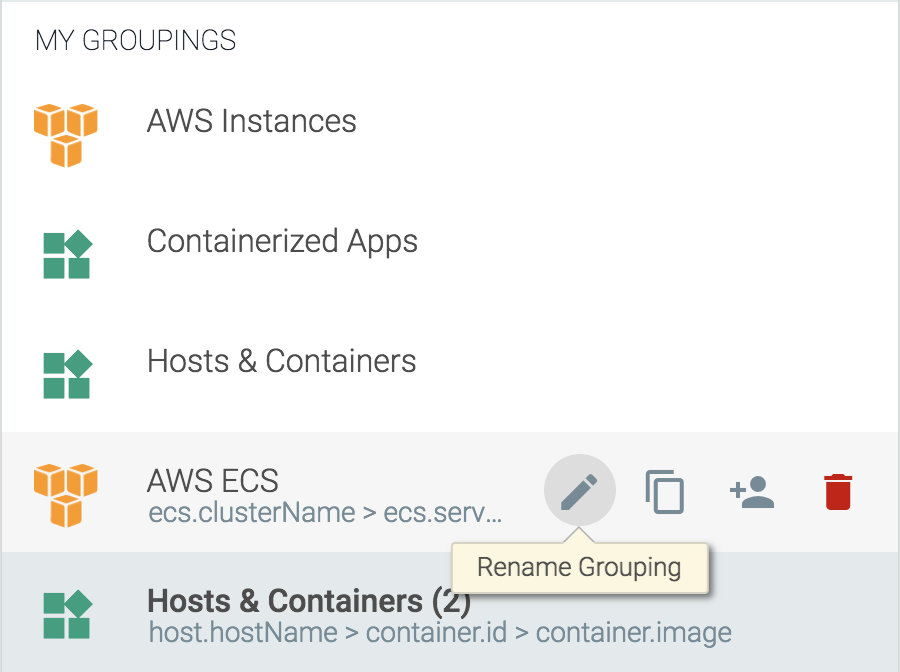 MY GROUPINGS
AWS Instances
Containerized Apps
Hosts & Containers
AWS ECS
ecs.clusterName > ecs.serv...
Rename Grouping
Hosts & Containers (2)
host.hostName > container.id > container.image